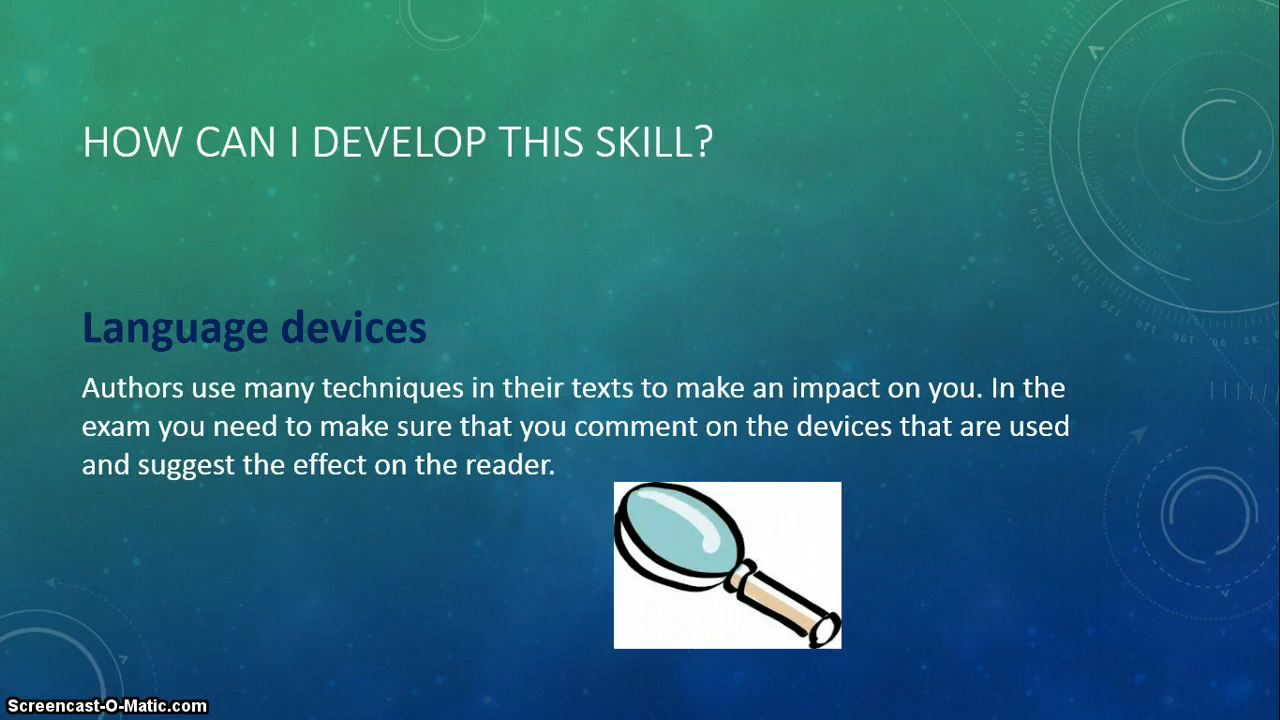 HOW CAN I DEVELOP THIS SKILL?
Language devices
Authors use many techniques in their texts to make an impact on you. In the
exam you need to make sure that you comment on the devices that are used
and suggest the effect on the reader.
Screencast-O-Matic.com